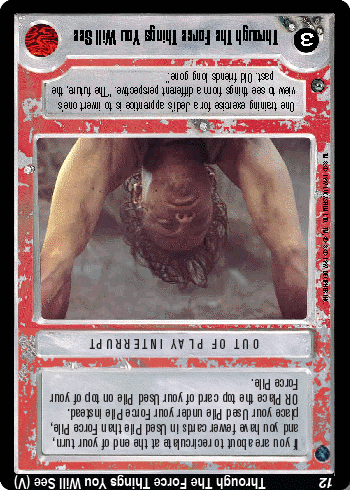 12 Through The Force Things You Will See (V)
If you are about to recirculate at the end of your turn,
and you have fewer cards in Used Pile than Force Pile,
place your Used Pile under your Force Pile instead.
OR Place the top card of your Used Pile on top of your
Force Pile.
OUT OF PLAY INTERRUPT
One training exercise for a Jedi apprentice is to invert one's
view to see things from a different perspective. "The future, the
past. Old friends long gone."
3 Through The Force Things You Will See